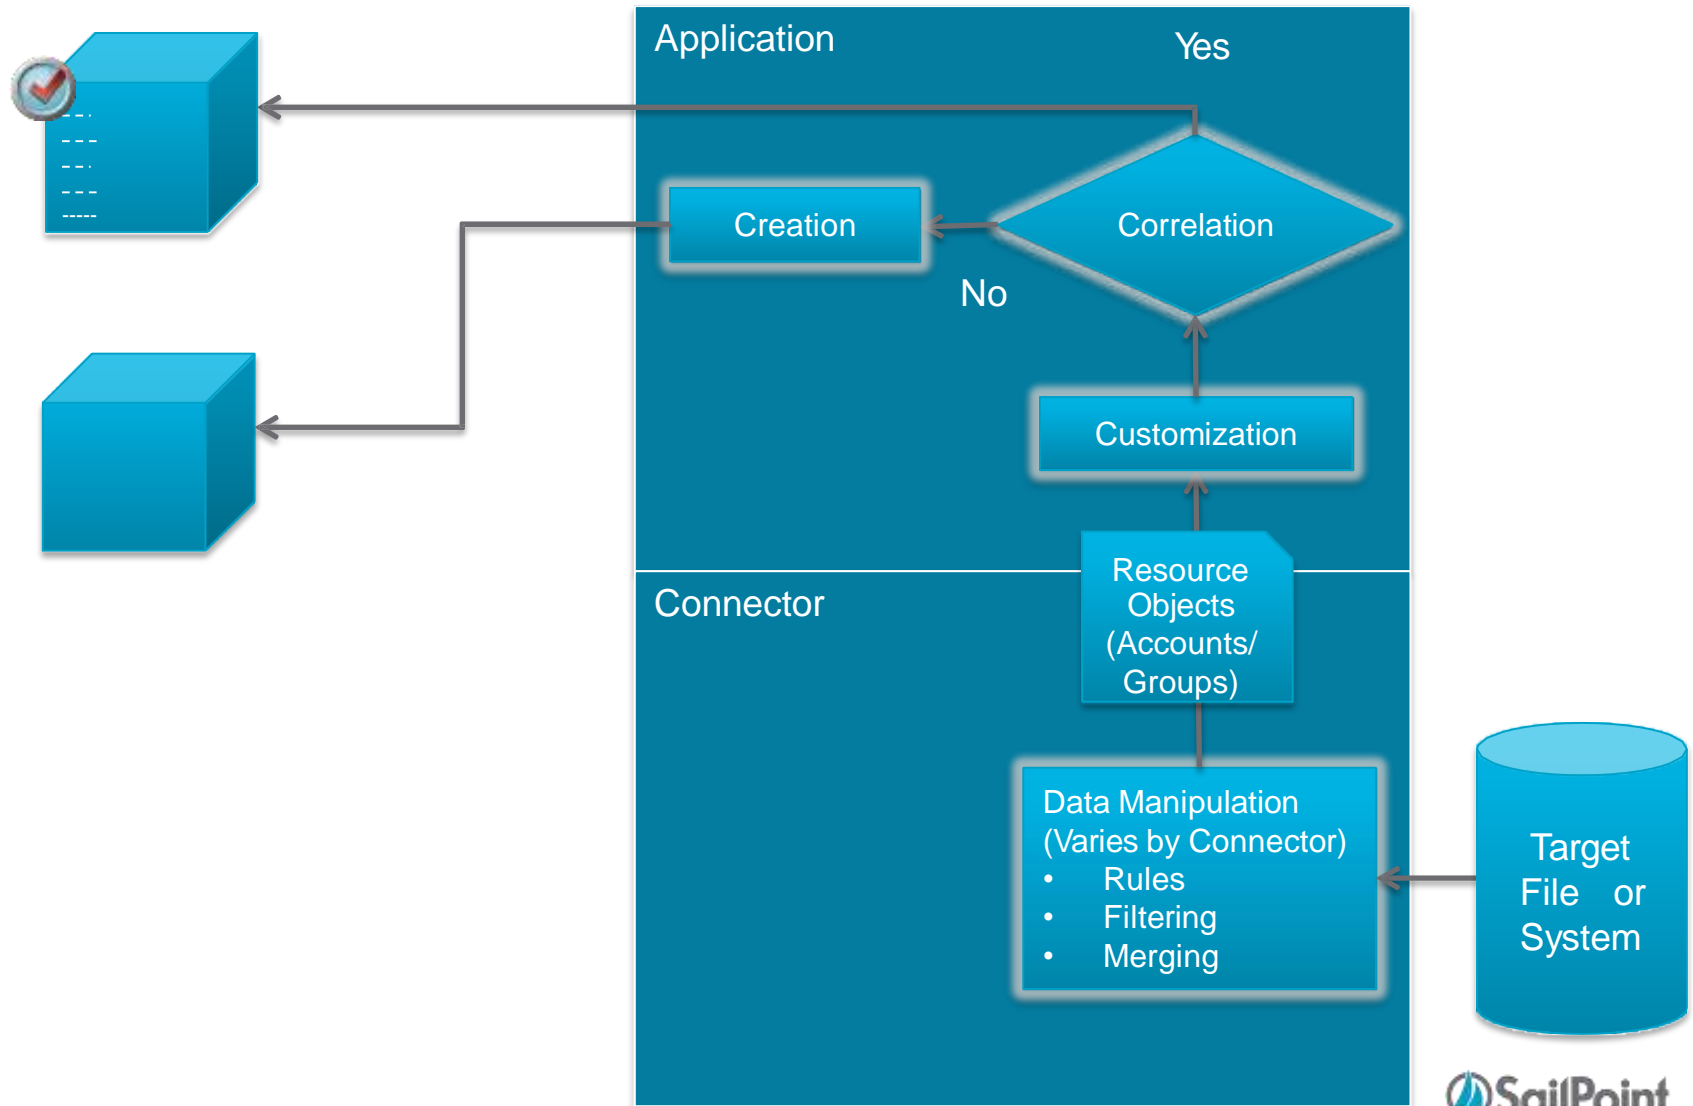 Application
Yes
Creation
Correlation
No
Customization
Resource
Objects
(Accounts/
Groups)
Connector
Data Manipulation
(Varies by Connector)
• Rules
• Filtering
• Merging
Target
File or
System
SailPoint